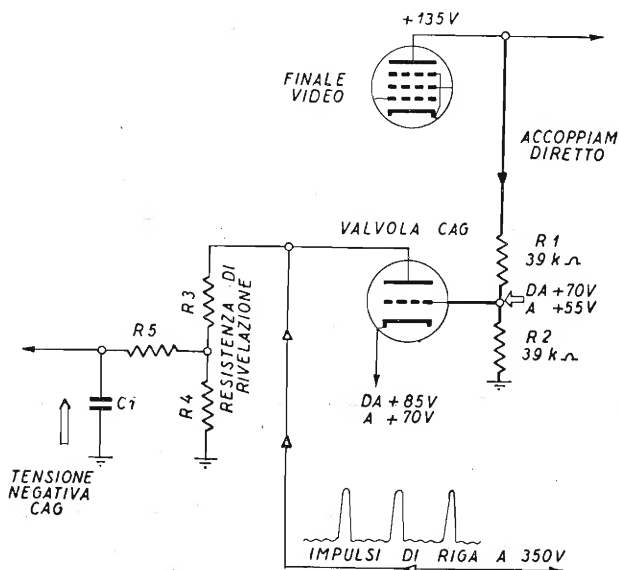 +135V
FINALE
VIDEO
ACCOPPIAM
DIRETTO
VALVOLA CAG
R1
39 kΩ
DA +70V
A +55V
R2
39 kΩ
R3
RESISTENZA DI
RIVELAZIONE
R5
R4
Ci
DA +85V
A +70V
TENSIONE
NEGATIVA
CAG
IMPULSI DI RIGA A 350V